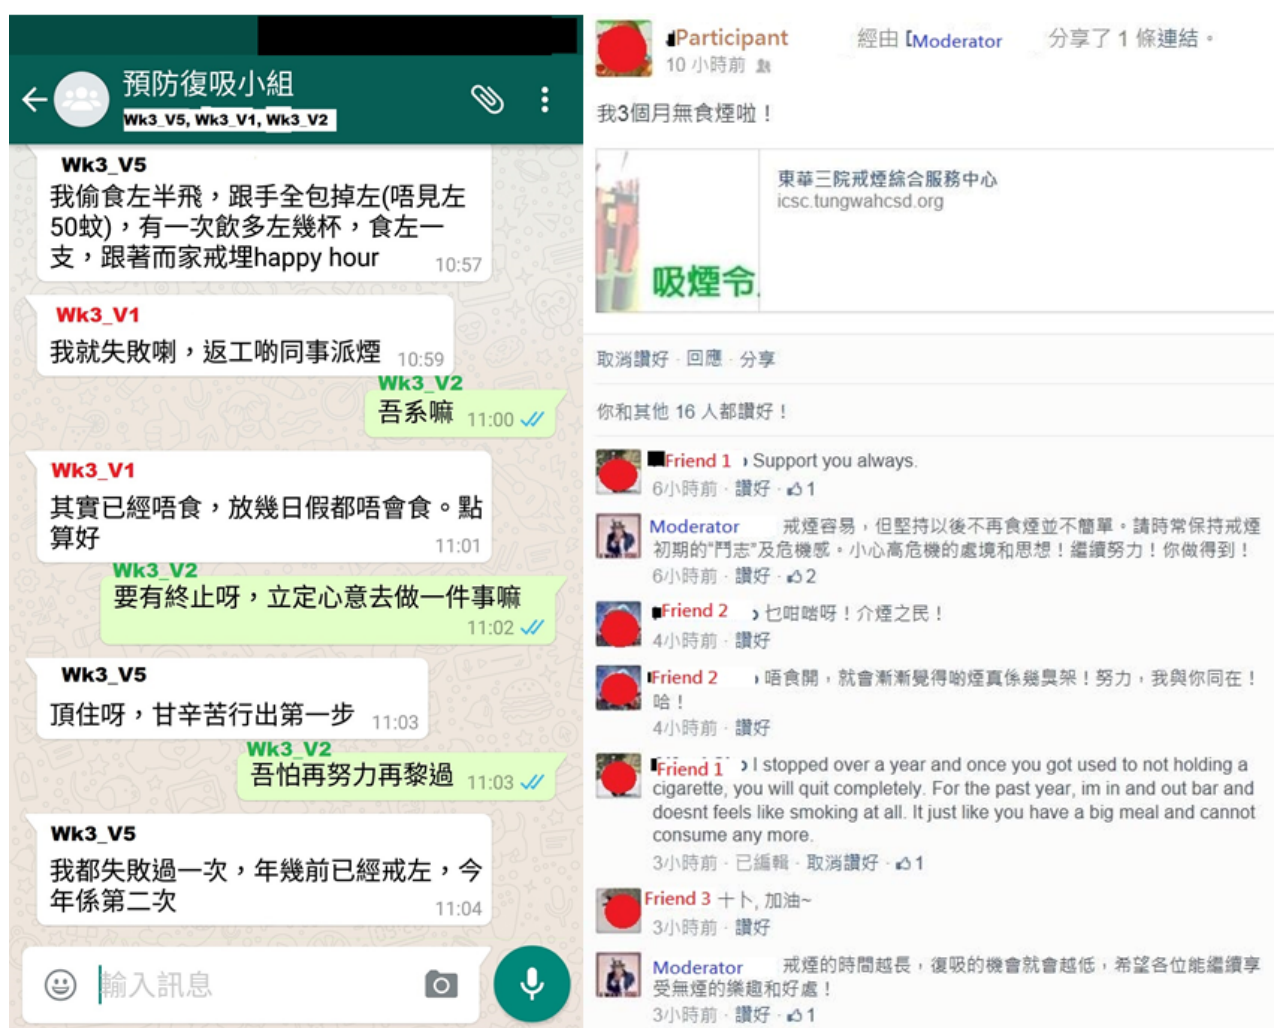 預防復吸小組
Wk3_V5, Wk3_V1, Wk3_V2
Wk3_V5
我偷食左半飛，跟手全包掉左(唔見左
50蚊)，有一次飲多左幾杯，食左一
支，跟著而家戒埋happy hour
10:57
Wk3_V1
我就失敗喇，返工啲同事派煙
10:59
Wk3_V2
吾系嘛
11:00
Wk3_V1
其實已經唔食，放幾日假都唔會食。點
算好
11:01
Wk3_V2
要有終止呀，立定心意去做一件事嘛
11:02
Wk3_V5
頂住呀，甘辛苦行出第一步
11:03
Wk3_V2
吾怕再努力再黎過
11:03
Wk3_V5
我都失敗過一次，年幾前已經戒左，今
年係第二次
11:04
輸入訊息
Participant 經由 Moderator 分享了 1 條連結。
10 小時前
我3個月無食煙啦！
東華三院戒煙綜合服務中心
icsc.tungwahcsd.org
吸煙令
取消讚好 · 回應 · 分享
你和其他 16 人都讚好！
Friend 1 Support you always.
6小時前 · 讚好 · 1
Moderator 戒煙容易，但堅持以後不再食煙並不簡單。請時常保持戒煙
初期的“鬥志”及危機感。小心高危機的處境和思想！繼續努力！你做得到！
6小時前 · 讚好 · 2
Friend 2 乜咁啱呀！介煙之民！
4小時前 · 讚好
Friend 2 唔食開，就會漸漸覺得啲煙真係幾臭架！努力，我與你同在！
哈！
4小時前 · 讚好
Friend 1 I stopped over a year and once you got used to not holding a
cigarette, you will quit completely. For the past year, im in and out bar and
doesnt feels like smoking at all. It just like you have a big meal and cannot
consume any more.
3小時前 · 已編輯 · 取消讚好 · 1
Friend 3 十卜, 加油~
3小時前 · 讚好
Moderator 戒煙的時間越長，復吸的機會就會越低，希望各位能繼續享
受無煙的樂趣和好處！
3小時前 · 讚好 · 1